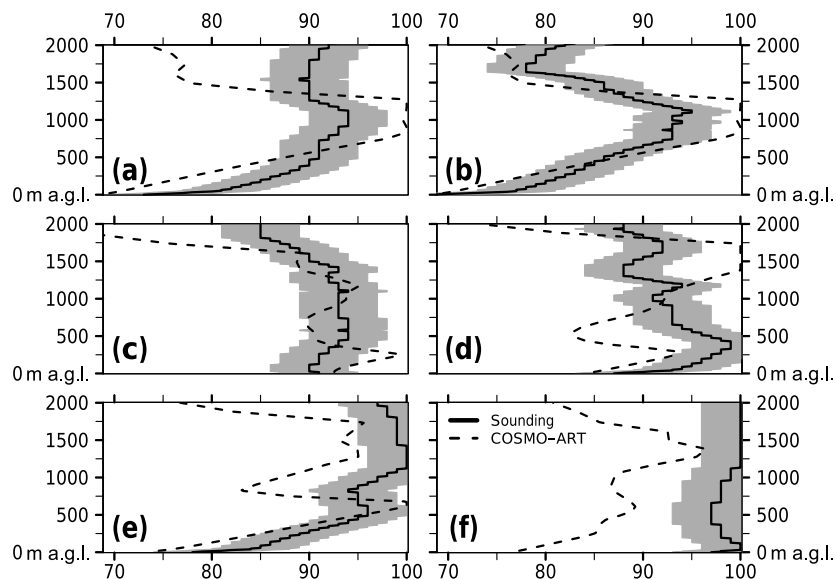 70 80 90 100 70 80 90 100
2000 2000
1500 1500
1000 1000
500 500
0 m a.g.l. 0 m a.g.l.
(a) (b)
2000 2000
1500 1500
1000 1000
500 500
0 m a.g.l. 0 m a.g.l.
(c) (d)
2000 Sounding 2000
1500 COSMO−ART 1500
1000 1000
500 500
0 m a.g.l. 0 m a.g.l.
(e) (f)
70 80 90 100 70 80 90 100